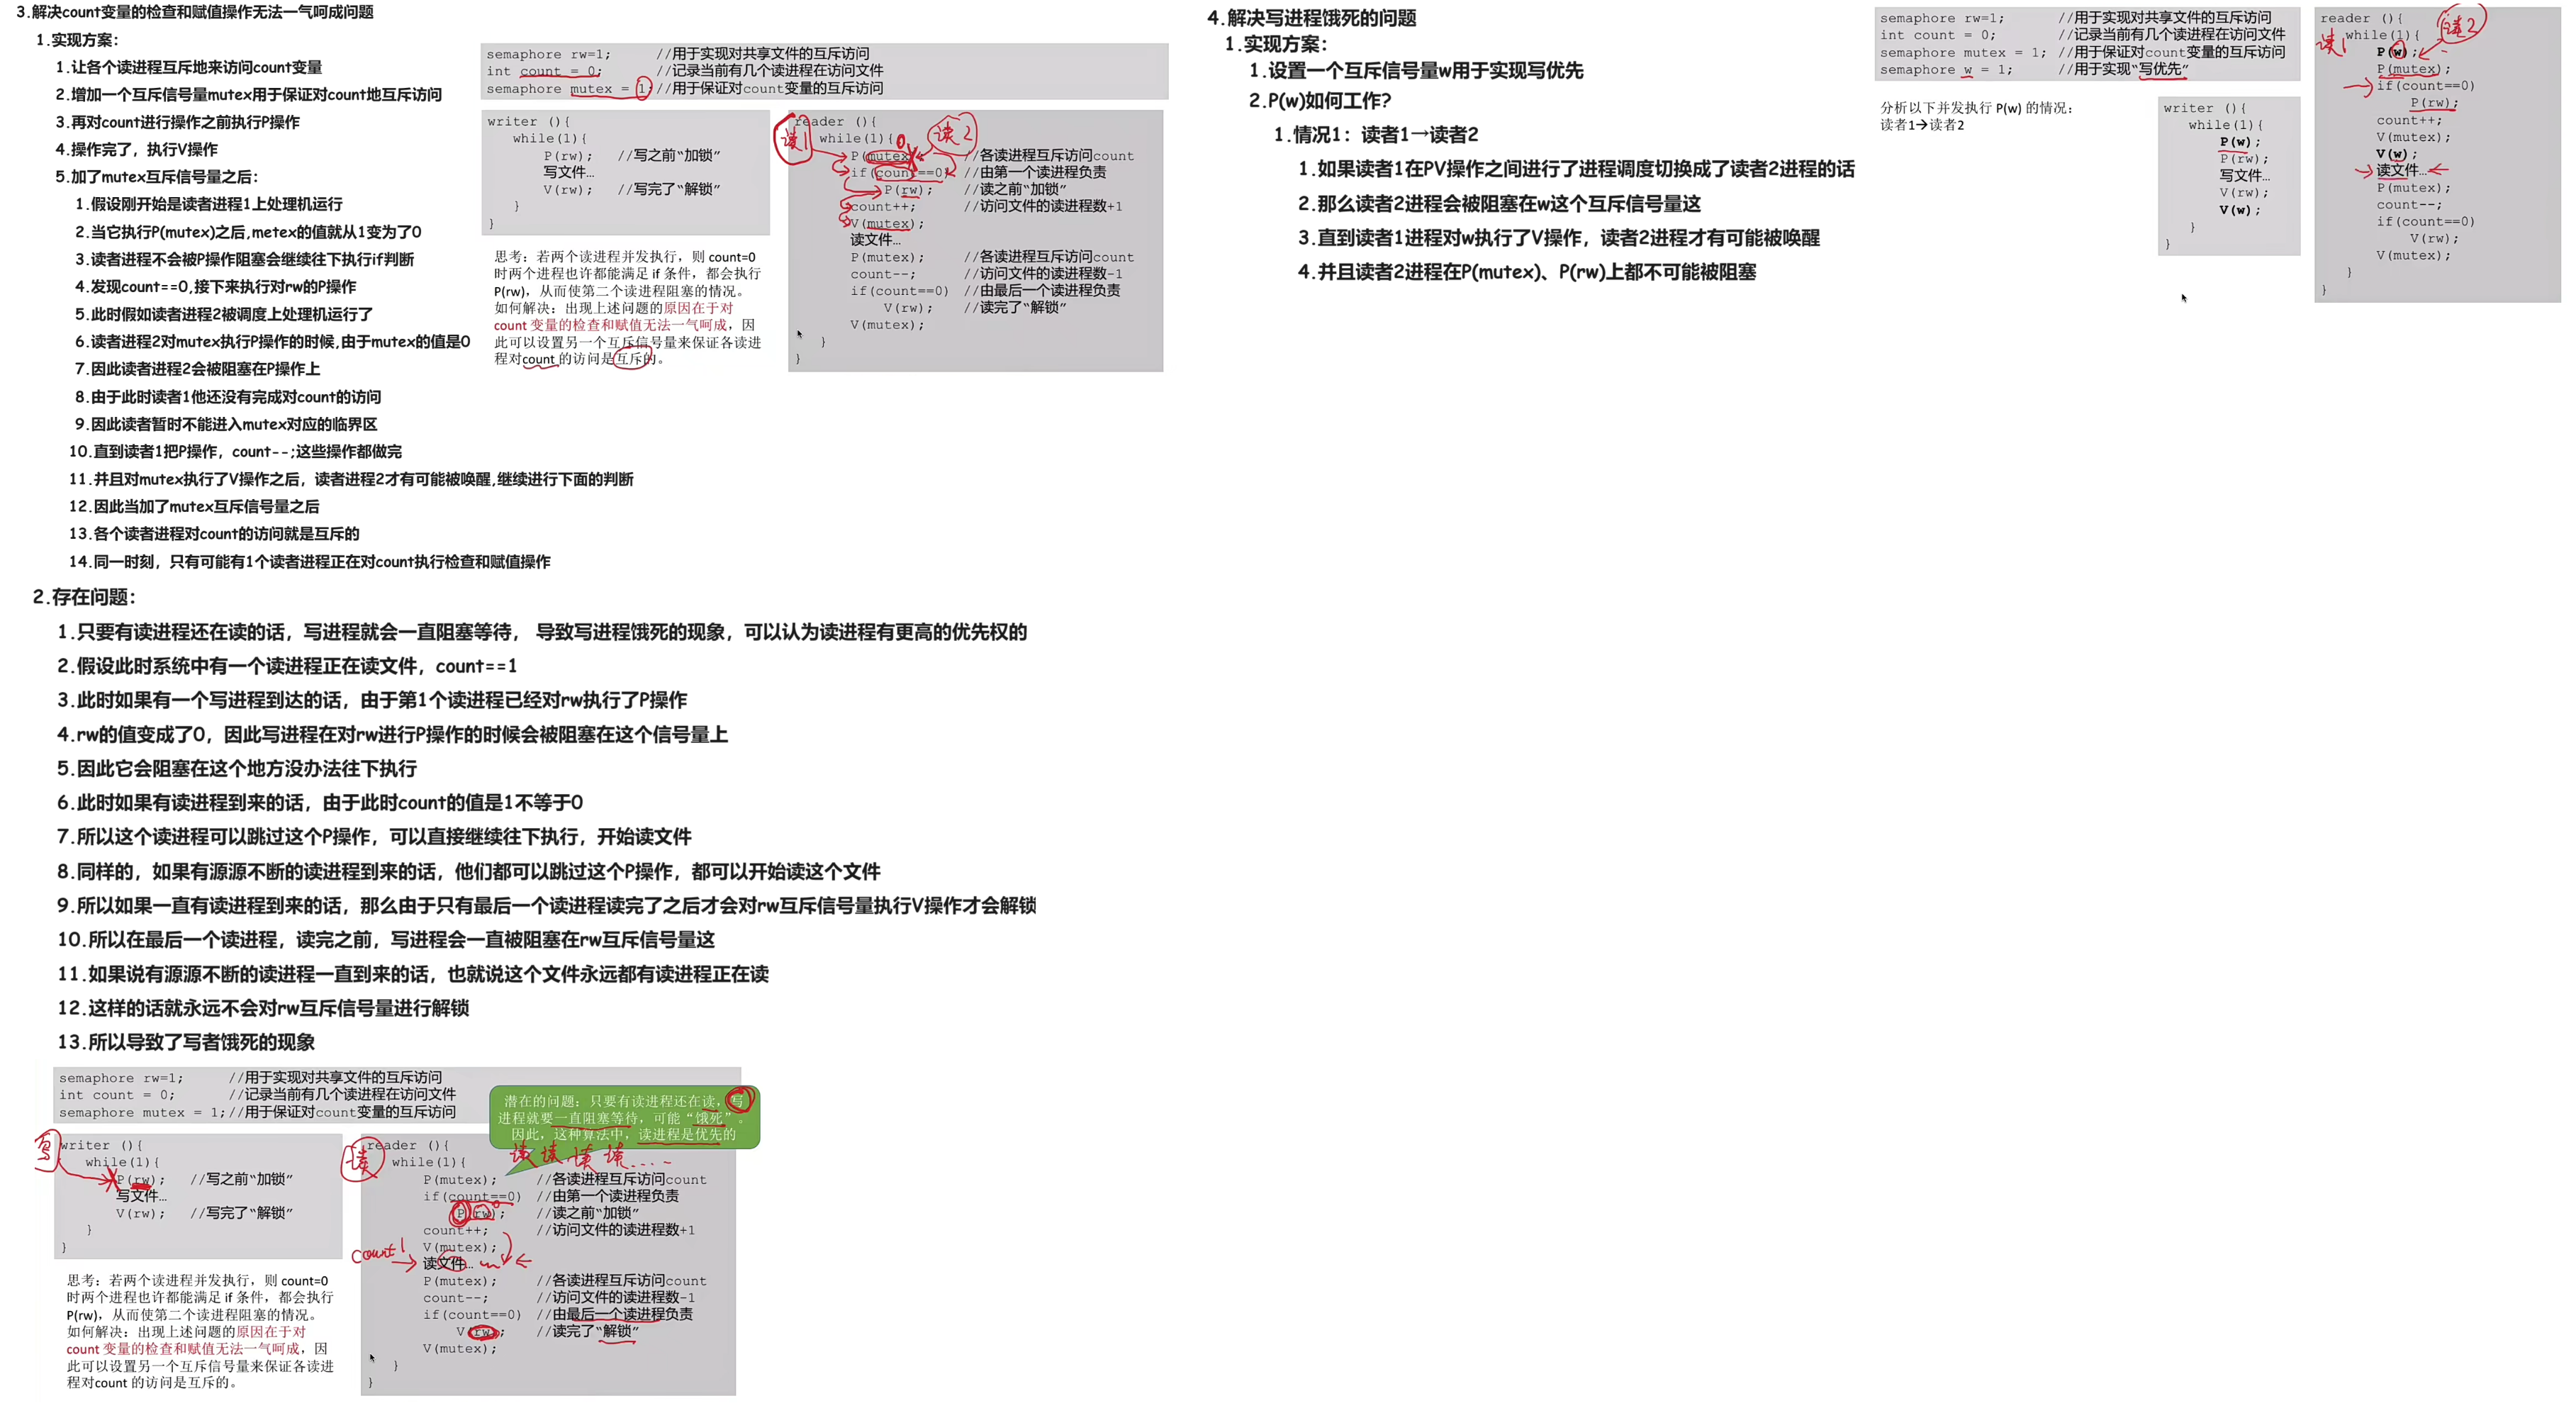 3.解决count变量的检查和赋值操作无法一气呵成问题
1.实现方案：
1.让各个读进程互斥地来访问count变量
2.增加一个互斥信号量mutex用于保证对count地互斥访问
3.再对count进行操作之前执行P操作
4.操作完了，执行V操作
5.加了mutex互斥信号量之后：
1.假设刚开始是读者进程1上处理机运行
2.当它执行P(mutex)之后,metex的值就从1变为了0
3.读者进程不会被P操作阻塞会继续往下执行if判断
4.发现count==0,接下来执行对rw的P操作
5.此时假如读者进程2被调度上处理机运行了
6.读者进程2对mutex执行P操作的时候,由于mutex的值是0
7.因此读者进程2会被阻塞在P操作上
8.由于此时读者1他还没有完成对count的访问
9.因此读者暂时不能进入mutex对应的临界区
10.直到读者1把P操作，count--;这些操作都做完
11.并且对mutex执行了V操作之后，读者进程2才有可能被唤醒,继续进行下面的判断
12.因此当加了mutex互斥信号量之后
13.各个读者进程对count的访问就是互斥的
14.同一时刻，只有可能有1个读者进程正在对count执行检查和赋值操作
semaphore rw=1; //用于实现对共享文件的互斥访问
int count = 0; //记录当前有几个读进程在访问文件
semaphore mutex = 1; //用于保证对count变量的互斥访问
writer (){
while(1){
P(rw); //写之前“加锁”
写文件…
V(rw); //写完了“解锁”
}
}
思考：若两个读进程并发执行，则 count=0
时两个进程也许都能满足 if 条件，都会执行
P(rw)，从而使第二个读进程阻塞的情况。
如何解决：出现上述问题的原因在于对
count 变量的检查和赋值无法一气呵成，因
此可以设置另一个互斥信号量来保证各读进
程对count 的访问是互斥的。
读1
读2
0
reader (){
while(1){
P(mutex); //各读进程互斥访问count
if(count==0) //由第一个读进程负责
P(rw); //读之前“加锁”
count++; //访问文件的读进程数+1
V(mutex);
读文件…
P(mutex); //各读进程互斥访问count
count--; //访问文件的读进程数-1
if(count==0) //由最后一个读进程负责
V(rw); //读完了“解锁”
V(mutex);
}
}
2.存在问题：
1.只要有读进程还在读的话，写进程就会一直阻塞等待， 导致写进程饿死的现象，可以认为读进程有更高的优先权的
2.假设此时系统中有一个读进程正在读文件，count==1
3.此时如果有一个写进程到达的话，由于第1个读进程已经对rw执行了P操作
4.rw的值变成了0，因此写进程在对rw进行P操作的时候会被阻塞在这个信号量上
5.因此它会阻塞在这个地方没办法往下执行
6.此时如果有读进程到来的话，由于此时count的值是1不等于0
7.所以这个读进程可以跳过这个P操作，可以直接继续往下执行，开始读文件
8.同样的，如果有源源不断的读进程到来的话，他们都可以跳过这个P操作，都可以开始读这个文件
9.所以如果一直有读进程到来的话，那么由于只有最后一个读进程读完了之后才会对rw互斥信号量执行V操作才会解锁
10.所以在最后一个读进程，读完之前，写进程会一直被阻塞在rw互斥信号量这
11.如果说有源源不断的读进程一直到来的话，也就说这个文件永远都有读进程正在读
12.这样的话就永远不会对rw互斥信号量进行解锁
13.所以导致了写者饿死的现象
semaphore rw=1; //用于实现对共享文件的互斥访问
int count = 0; //记录当前有几个读进程在访问文件
semaphore mutex = 1; //用于保证对count变量的互斥访问
潜在的问题：只要有读进程还在读，写
进程就要一直阻塞等待，可能“饿死”。
因此，这种算法中，读进程是优先的
写
writer (){
while(1){
P(rw); //写之前“加锁”
写文件…
V(rw); //写完了“解锁”
}
}
思考：若两个读进程并发执行，则 count=0
时两个进程也许都能满足 if 条件，都会执行
P(rw)，从而使第二个读进程阻塞的情况。
如何解决：出现上述问题的原因在于对
count 变量的检查和赋值无法一气呵成，因
此可以设置另一个互斥信号量来保证各读进
程对count 的访问是互斥的。
读
读 读 读 读 ....
count 1
reader (){
while(1){
P(mutex); //各读进程互斥访问count
if(count==0) //由第一个读进程负责
P(rw); //读之前“加锁”
count++; //访问文件的读进程数+1
V(mutex);
读文件…
P(mutex); //各读进程互斥访问count
count--; //访问文件的读进程数-1
if(count==0) //由最后一个读进程负责
V(rw); //读完了“解锁”
V(mutex);
}
}
4.解决写进程饿死的问题
1.实现方案：
1.设置一个互斥信号量w用于实现写优先
2.P(w)如何工作?
1.情况1：读者1→读者2
1.如果读者1在PV操作之间进行了进程调度切换成了读者2进程的话
2.那么读者2进程会被阻塞在w这个互斥信号量这
3.直到读者1进程对w执行了V操作，读者2进程才有可能被唤醒
4.并且读者2进程在P(mutex)、P(rw)上都不可能被阻塞
semaphore rw=1; //用于实现对共享文件的互斥访问
int count = 0; //记录当前有几个读进程在访问文件
semaphore mutex = 1; //用于保证对count变量的互斥访问
semaphore w = 1; //用于实现“写优先”
分析以下并发执行 P(w) 的情况：
读者1→读者2
writer (){
while(1){
P(w);
P(rw);
写文件…
V(rw);
V(w);
}
}
读1
读2
reader (){
while(1){
P(w);
P(mutex);
if(count==0)
P(rw);
count++;
V(mutex);
V(w);
读文件…
P(mutex);
count--;
if(count==0)
V(rw);
V(mutex);
}
}